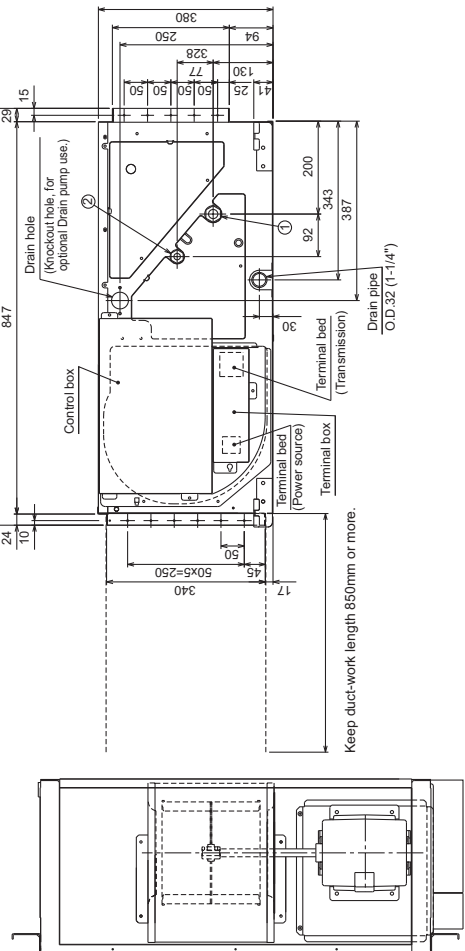 380
250
94
328
77
130
50
50
50
50
25
41
15
29
847
24
10
Drain hole
(Knockout hole, for
optional Drain pump use.)
②
①
Control box
200
343
387
92
30
Drain pipe
O.D.32 (1-1/4")
Terminal bed
(Transmission)
Terminal box
Terminal bed
(Power source)
50
50x5=250
45
340
17
Keep duct-work length 850mm or more.